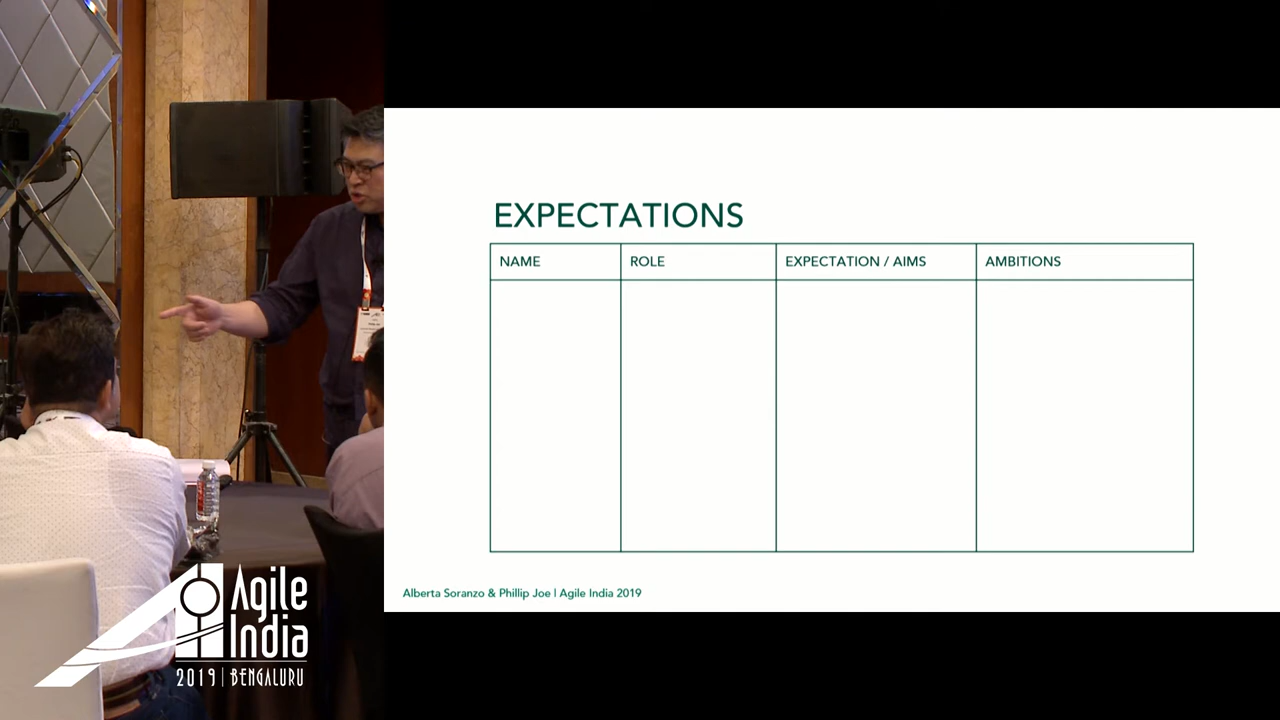 EXPECTATIONS
NAME
ROLE
EXPECTATION / AIMS
AMBITIONS
Alberta Soranzo & Phillip Joe | Agile India 2019
Agile
India
2019 | BENGALURU